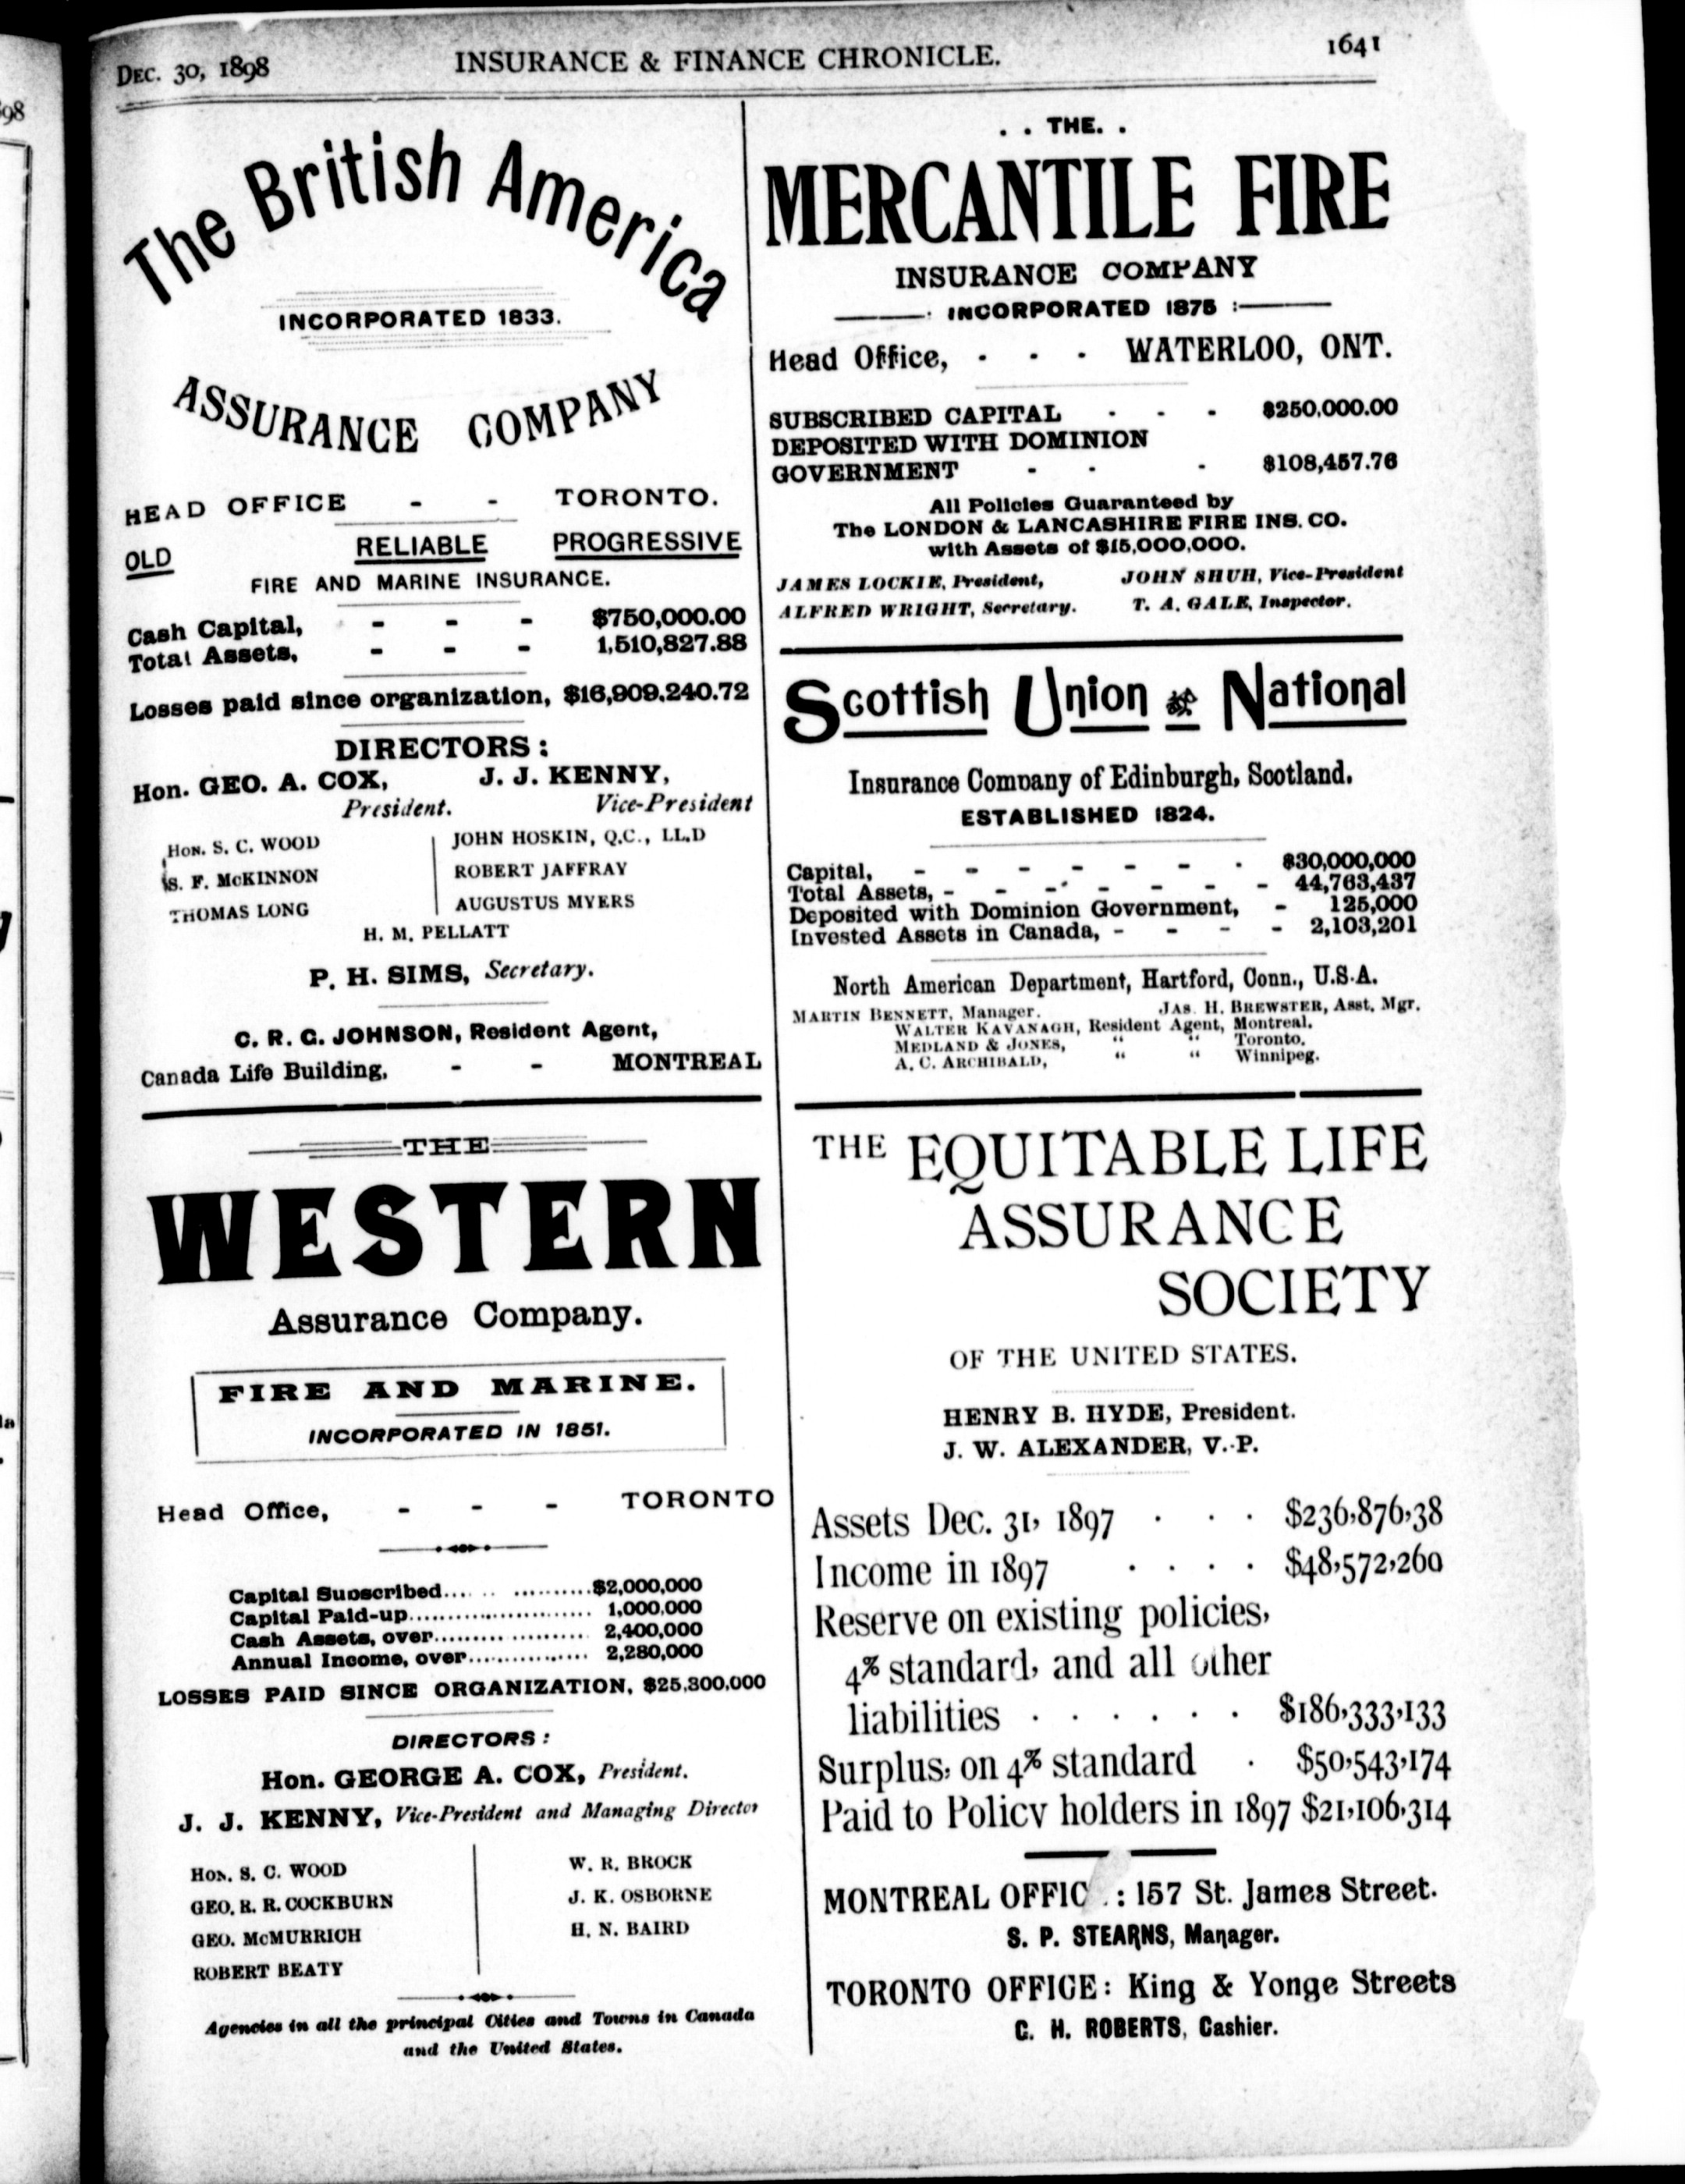 DEC. 30, 1898
INSURANCE & FINANCE CHRONICLE.
1641
98
The British America
INCORPORATED 1833.
ASSURANCE COMPANY
HEAD OFFICE - - TORONTO.
OLD RELIABLE PROGRESSIVE
FIRE AND MARINE INSURANCE.
Cash Capital, - - - $750,000.00
Total Assets, - - - 1,510,827.88
Losses paid since organization, $16,909,240.72
DIRECTORS:
Hon. GEO. A. COX, J. J. KENNY,
President. Vice-President
HON. S. C. WOOD JOHN HOSKIN, Q.C., LL.D
S. F. McKINNON ROBERT JAFFRAY
THOMAS LONG AUGUSTUS MYERS
H. M. PELLATT
P. H. SIMS, Secretary.
C. R. G. JOHNSON, Resident Agent,
Canada Life Building, - - MONTREAL
THE
WESTERN
Assurance Company.
FIRE AND MARINE.
INCORPORATED IN 1851.
Head Office, - - - TORONTO
Capital Subscribed..............$2,000,000
Capital Paid-up........................ 1,000,000
Cash Assets, over................... 2,400,000
Annual Income, over............... 2,280,000
LOSSES PAID SINCE ORGANIZATION, $25,300,000
DIRECTORS:
Hon. GEORGE A. COX, President.
J. J. KENNY, Vice-President and Managing Director
HON. S. C. WOOD W. R. BROCK
GEO. R. R. COCKBURN J. K. OSBORNE
GEO. McMURRICH H. N. BAIRD
ROBERT BEATY
Agencies in all the principal Cities and Towns in Canada
and the United States.
. . THE. .
MERCANTILE FIRE
INSURANCE COMPANY
: INCORPORATED 1875 :
Head Office, - - - WATERLOO, ONT.
SUBSCRIBED CAPITAL - - - $250,000.00
DEPOSITED WITH DOMINION
GOVERNMENT - - - $108,457.76
All Policies Guaranteed by
The LONDON & LANCASHIRE FIRE INS. CO.
with Assets of $15,000,000.
JAMES LOCKIE, President, JOHN SHUH, Vice-President
ALFRED WRIGHT, Secretary. T. A. GALE, Inspector.
Scottish Union & National
Insurance Company of Edinburgh, Scotland.
ESTABLISHED 1824.
Capital, - - - - - - - $30,000,000
Total Assets, - - - - - - - 44,763,437
Deposited with Dominion Government, - 125,000
Invested Assets in Canada, - - - - 2,103,201
North American Department, Hartford, Conn., U.S.A.
MARTIN BENNETT, Manager. JAS. H. BREWSTER, Asst. Mgr.
WALTER KAVANAGH, Resident Agent, Montreal.
MEDLAND & JONES, " " Toronto.
A. C. ARCHIBALD, " " Winnipeg.
THE EQUITABLE LIFE
ASSURANCE
SOCIETY
OF THE UNITED STATES.
HENRY B. HYDE, President.
J. W. ALEXANDER, V.-P.
Assets Dec. 31, 1897 . . . $236,876,38
Income in 1897 . . . . $48,572,260
Reserve on existing policies,
4% standard, and all other
liabilities . . . . . . $186,333,133
Surplus, on 4% standard . $50,543,174
Paid to Policy holders in 1897 $21,106,314
MONTREAL OFFIC : 157 St. James Street.
S. P. STEARNS, Manager.
TORONTO OFFICE: King & Yonge Streets
C. H. ROBERTS, Cashier.